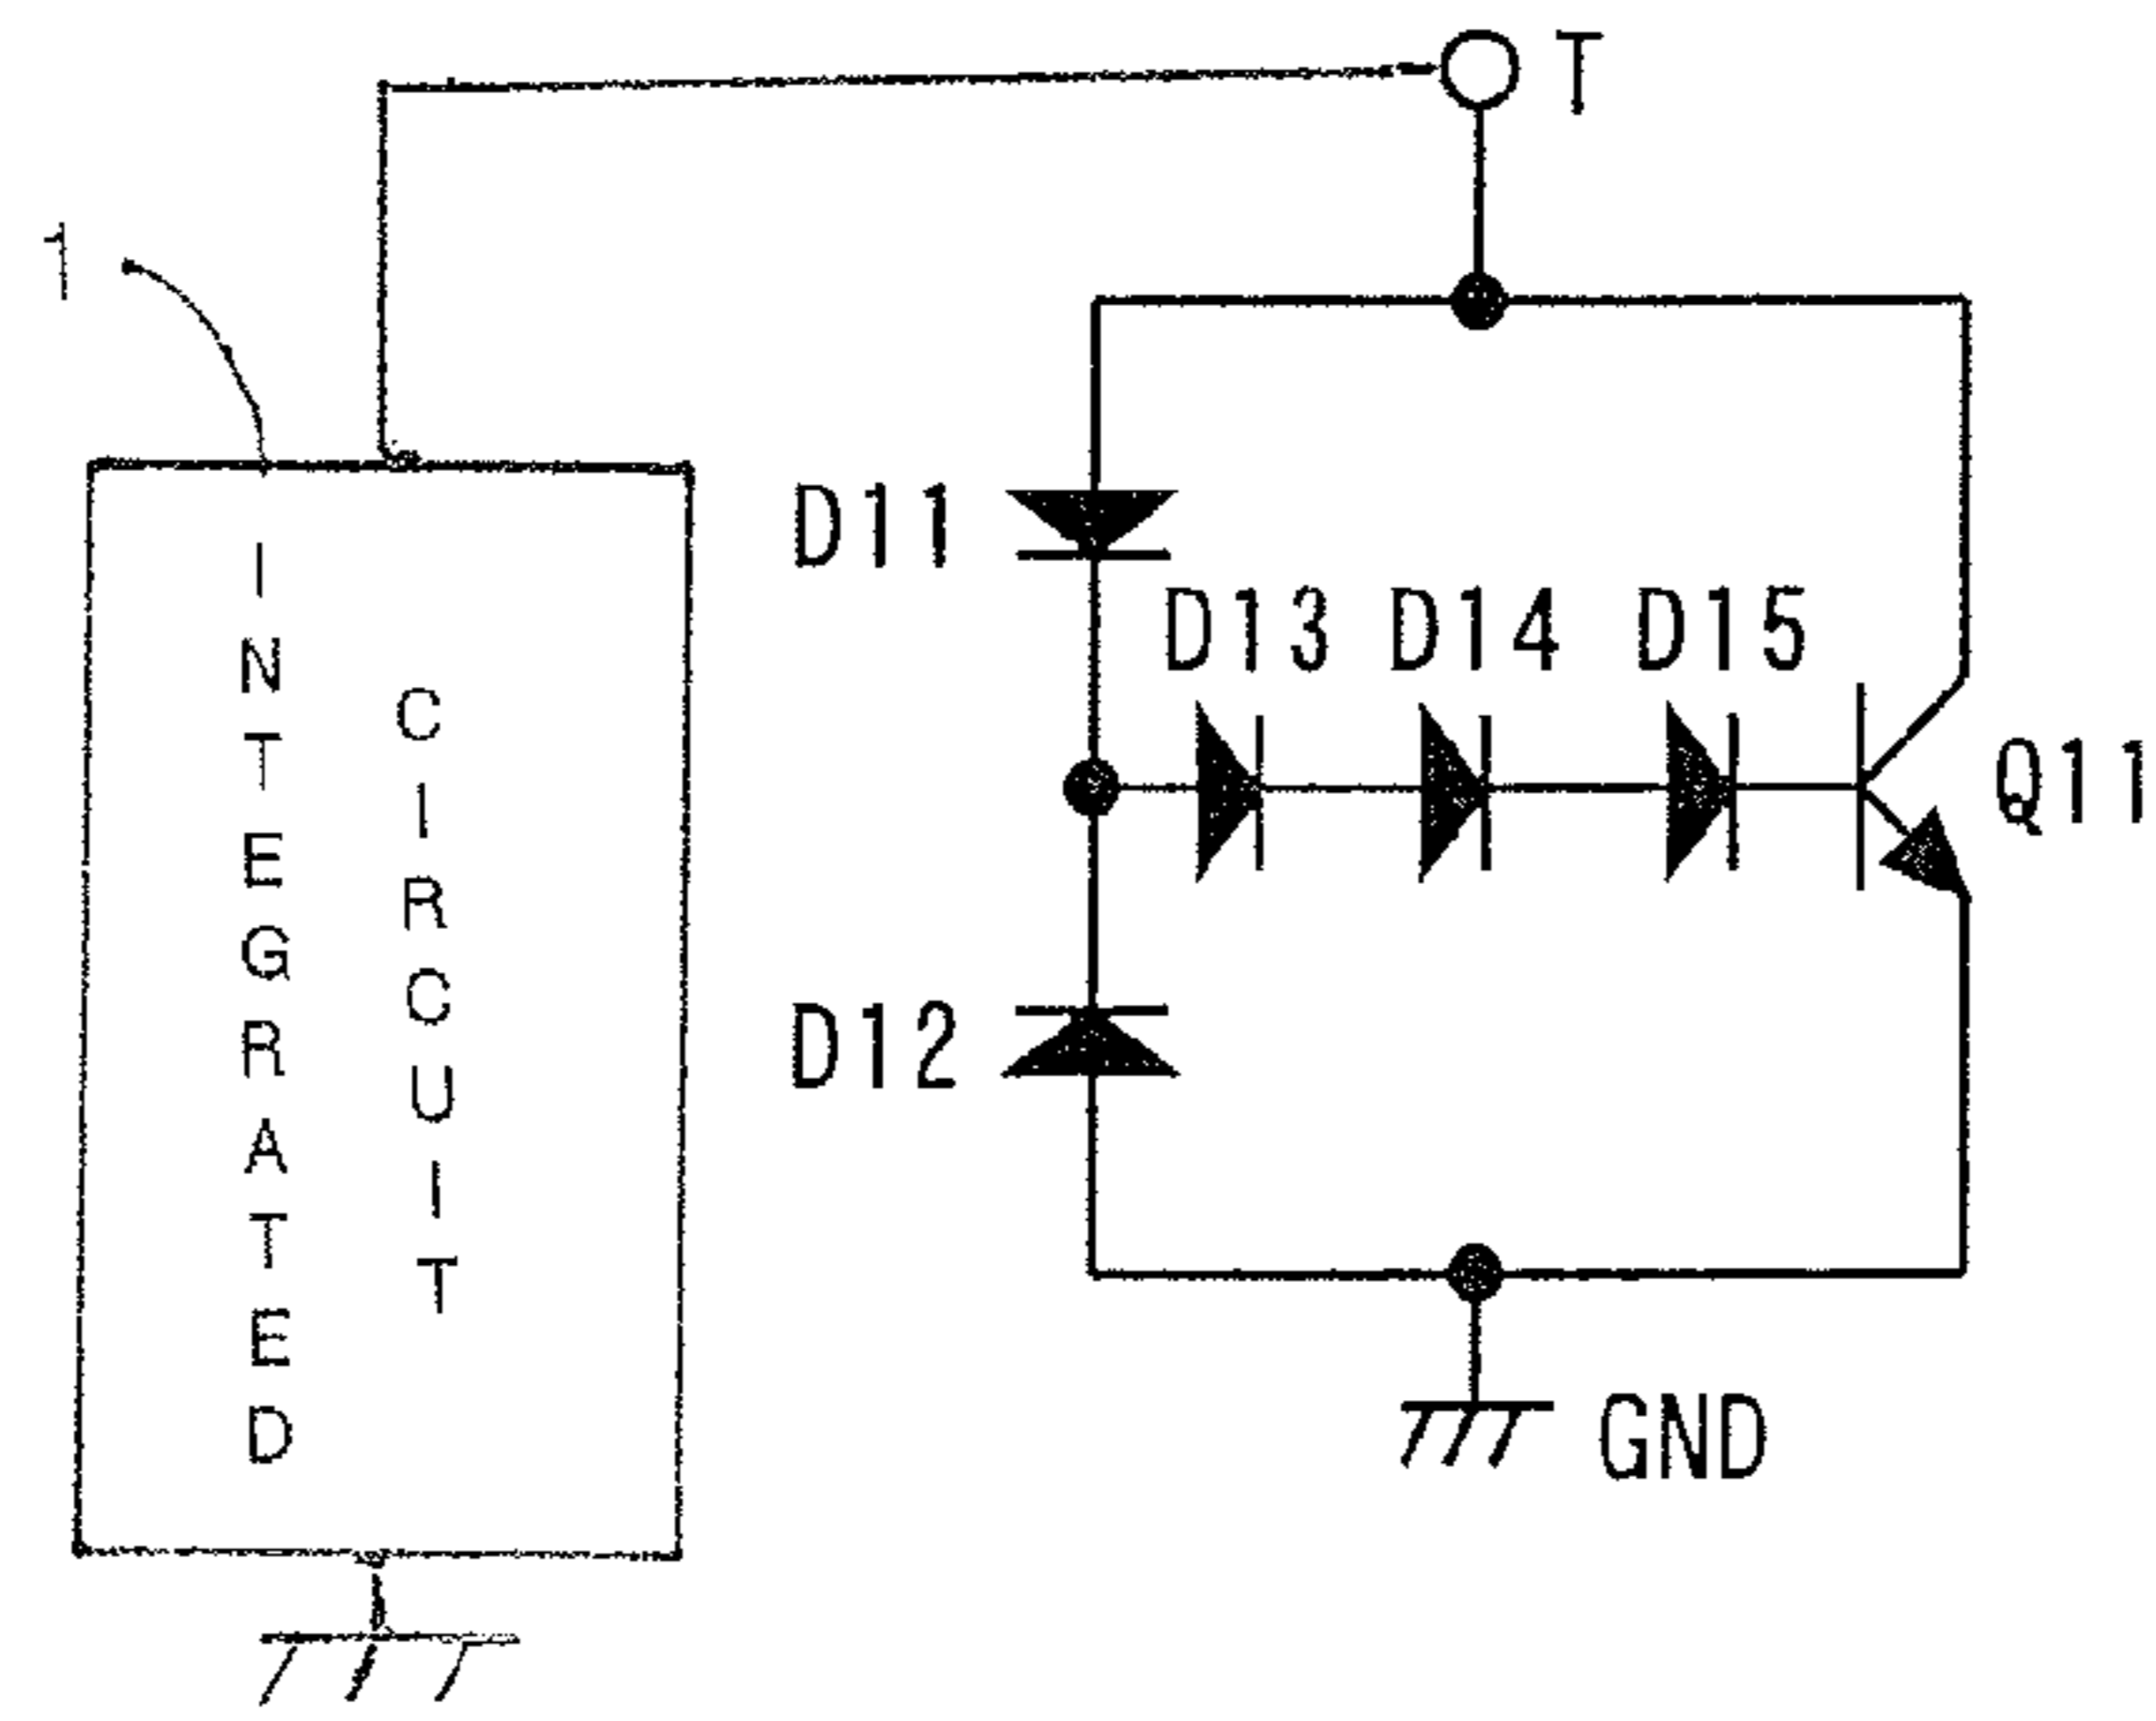 T
1
INTEGRATED
CIRCUIT
D11
D13 D14 D15
Q11
D12
GND